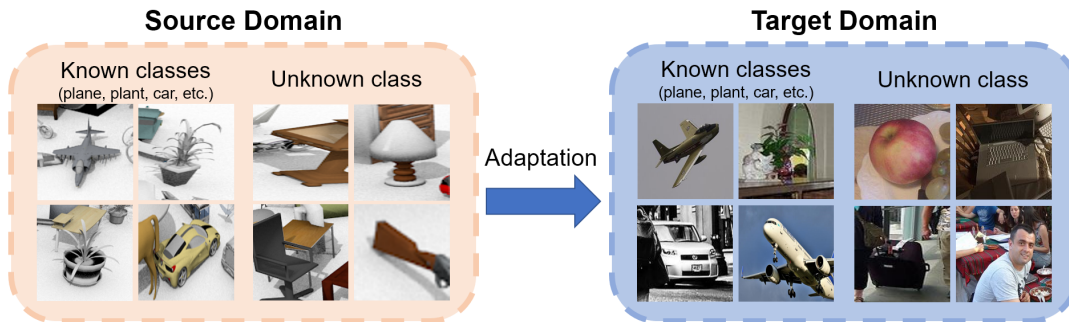 Source Domain
Target Domain
Known classes
(plane, plant, car, etc.)
Unknown class
Adaptation
Known classes
(plane, plant, car, etc.)
Unknown class